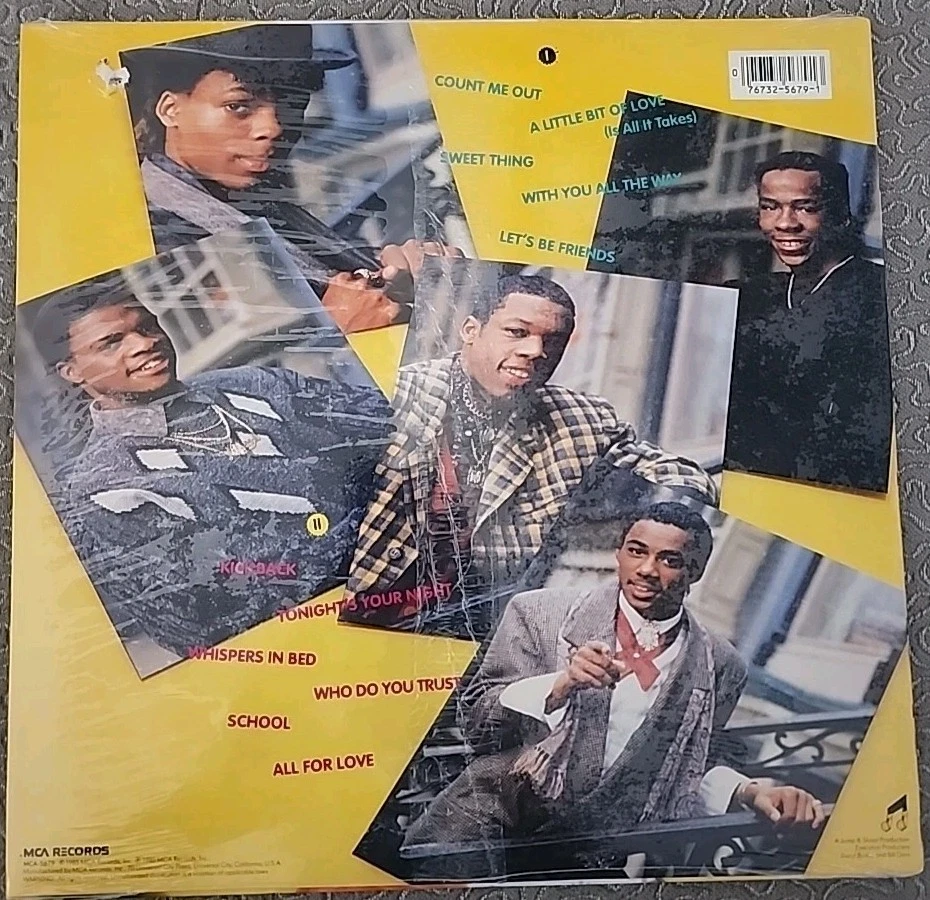 I
COUNT ME OUT
A LITTLE BIT OF LOVE
(Is All It Takes)
SWEET THING
WITH YOU ALL THE WAY
LET'S BE FRIENDS
0 76732-5679-1
II
KICKBACK
TONIGHT'S YOUR NIGHT
WHISPERS IN BED
WHO DO YOU TRUST
SCHOOL
ALL FOR LOVE
MCA RECORDS
MCA-5679